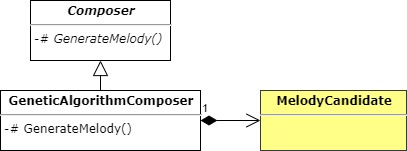 Composer
-# GenerateMelody()
GeneticAlgorithmComposer
-# GenerateMelody()
1
MelodyCandidate